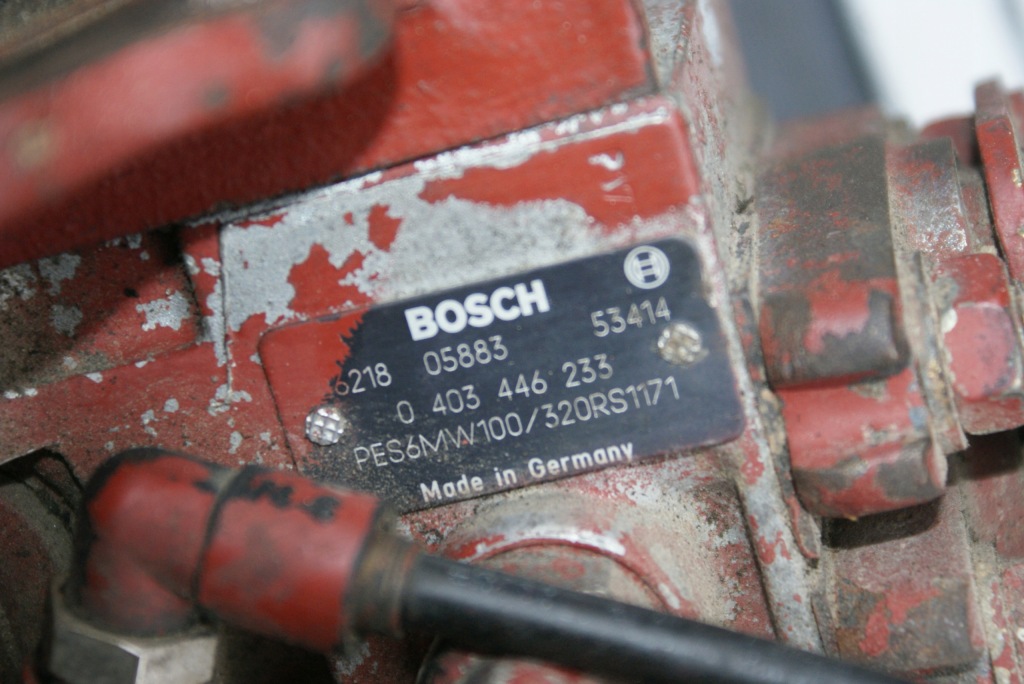 BOSCH
6218 05883 53414
0 403 446 233
PES6MW100/320RS1171
Made in Germany